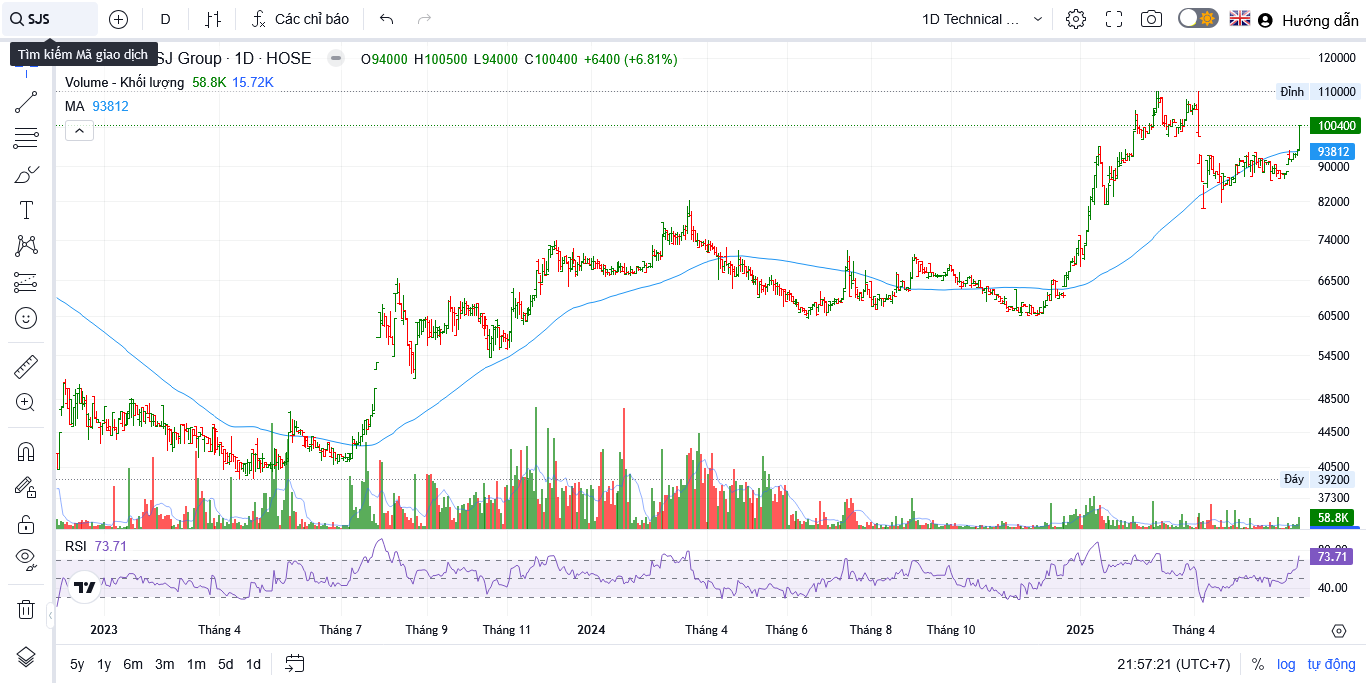 SJS
D
Các chỉ báo
1D Technical ...
Hướng dẫn
Tìm kiếm Mã giao dịch
SJ Group · 1D · HOSE
O94000 H100500 L94000 C100400 +6400 (+6.81%)
Volume - Khối lượng 58.8K 15.72K
MA 93812
120000
Đỉnh 110000
100400
93812
90000
82000
74000
66500
60500
54500
48500
44500
40500
Đáy 39200
37300
58.8K
RSI 73.71
73.71
40.00
2023 Tháng 4 Tháng 7 Tháng 9 Tháng 11 2024 Tháng 4 Tháng 6 Tháng 8 Tháng 10 2025 Tháng 4
5y 1y 6m 3m 1m 5d 1d
21:57:21 (UTC+7) % log tự động